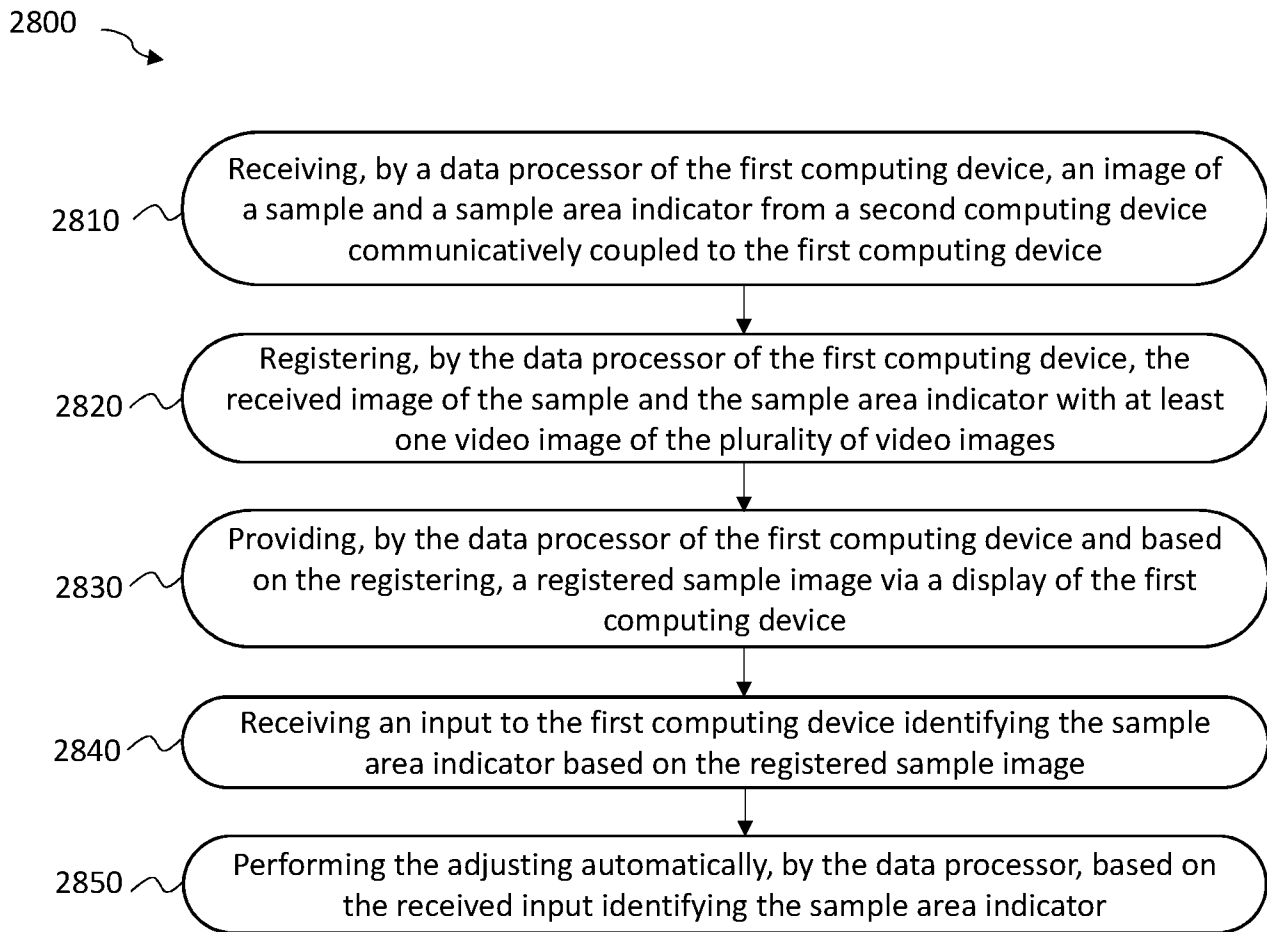 2800
2810
Receiving, by a data processor of the first computing device, an image of
a sample and a sample area indicator from a second computing device
communicatively coupled to the first computing device
2820
Registering, by the data processor of the first computing device, the
received image of the sample and the sample area indicator with at least
one video image of the plurality of video images
2830
Providing, by the data processor of the first computing device and based
on the registering, a registered sample image via a display of the first
computing device
2840
Receiving an input to the first computing device identifying the sample
area indicator based on the registered sample image
2850
Performing the adjusting automatically, by the data processor, based on
the received input identifying the sample area indicator